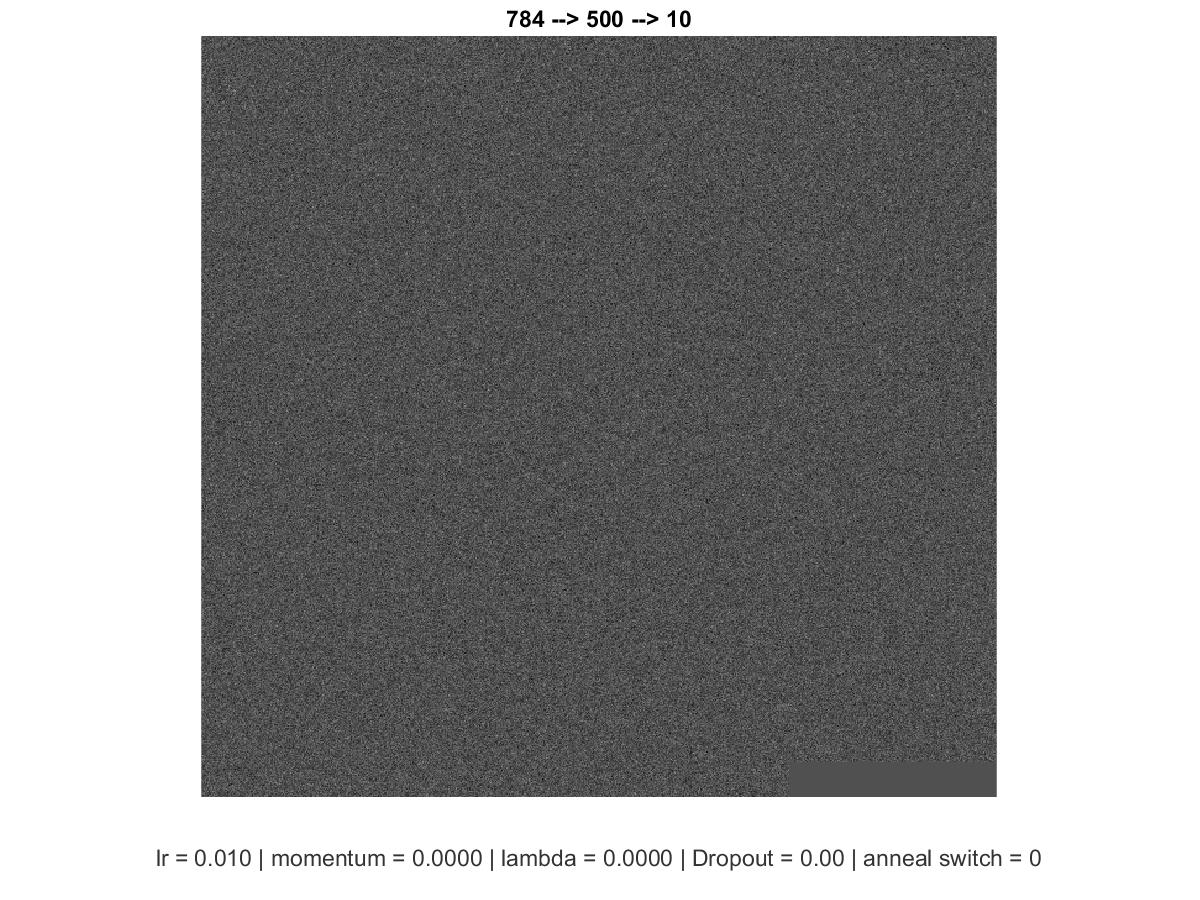 784 --> 500 --> 10
lr = 0.010 | momentum = 0.0000 | lambda = 0.0000 | Dropout = 0.00 | anneal switch = 0